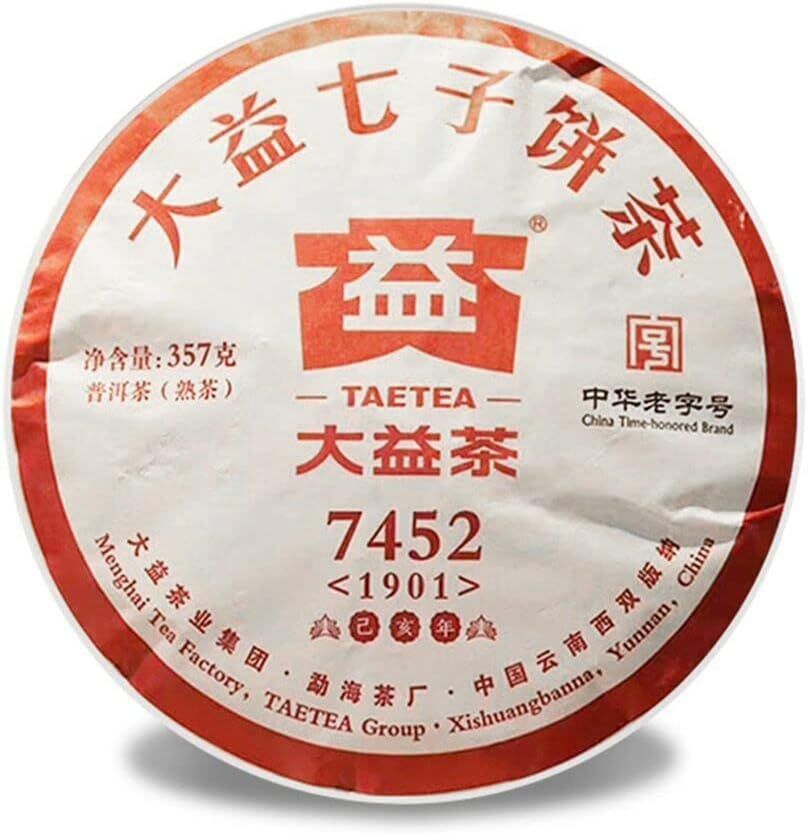 大益七子饼茶
益®
TAETEA
大益茶
净含量: 357克
普洱茶（熟茶）
字号
中华老字号
China Time-honored Brand
7452
<1901>
己亥年
大益茶业集团 · 勐海茶厂 · 中国云南西双版纳
Menghai Tea Factory, TAETEA Group · Xishuangbanna, Yunnan, China